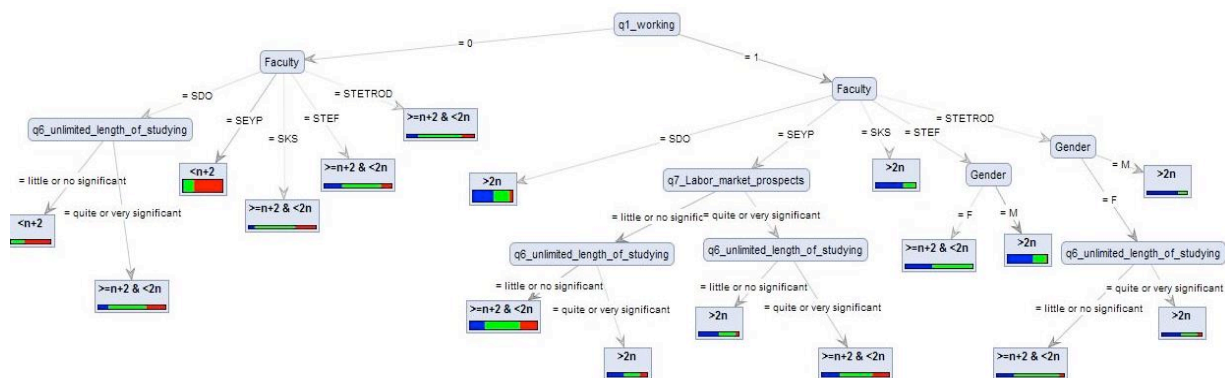 q1_working
= 0
= 1
Faculty
Faculty
= SDO
= SEYP
= SKS
= STEF
= STETROD
= SDO
= SEYP
= SKS
= STEF
= STETROD
q6_unlimited_length_of_studying
<n+2
>=n+2 & <2n
>=n+2 & <2n
>=n+2 & <2n
>2n
q7_Labor_market_prospects
>2n
Gender
Gender
= M
>2n
= little or no significant
= quite or very significant
<n+2
>=n+2 & <2n
= little or no signific
= quite or very significant
= F
= M
= F
q6_unlimited_length_of_studying
q6_unlimited_length_of_studying
>=n+2 & <2n
>2n
q6_unlimited_length_of_studying
= little or no significant
= quite or very significant
= little or no significant
= quite or very significant
= little or no significant
= quite or very significant
>=n+2 & <2n
>2n
>2n
>=n+2 & <2n
>=n+2 & <2n
>2n